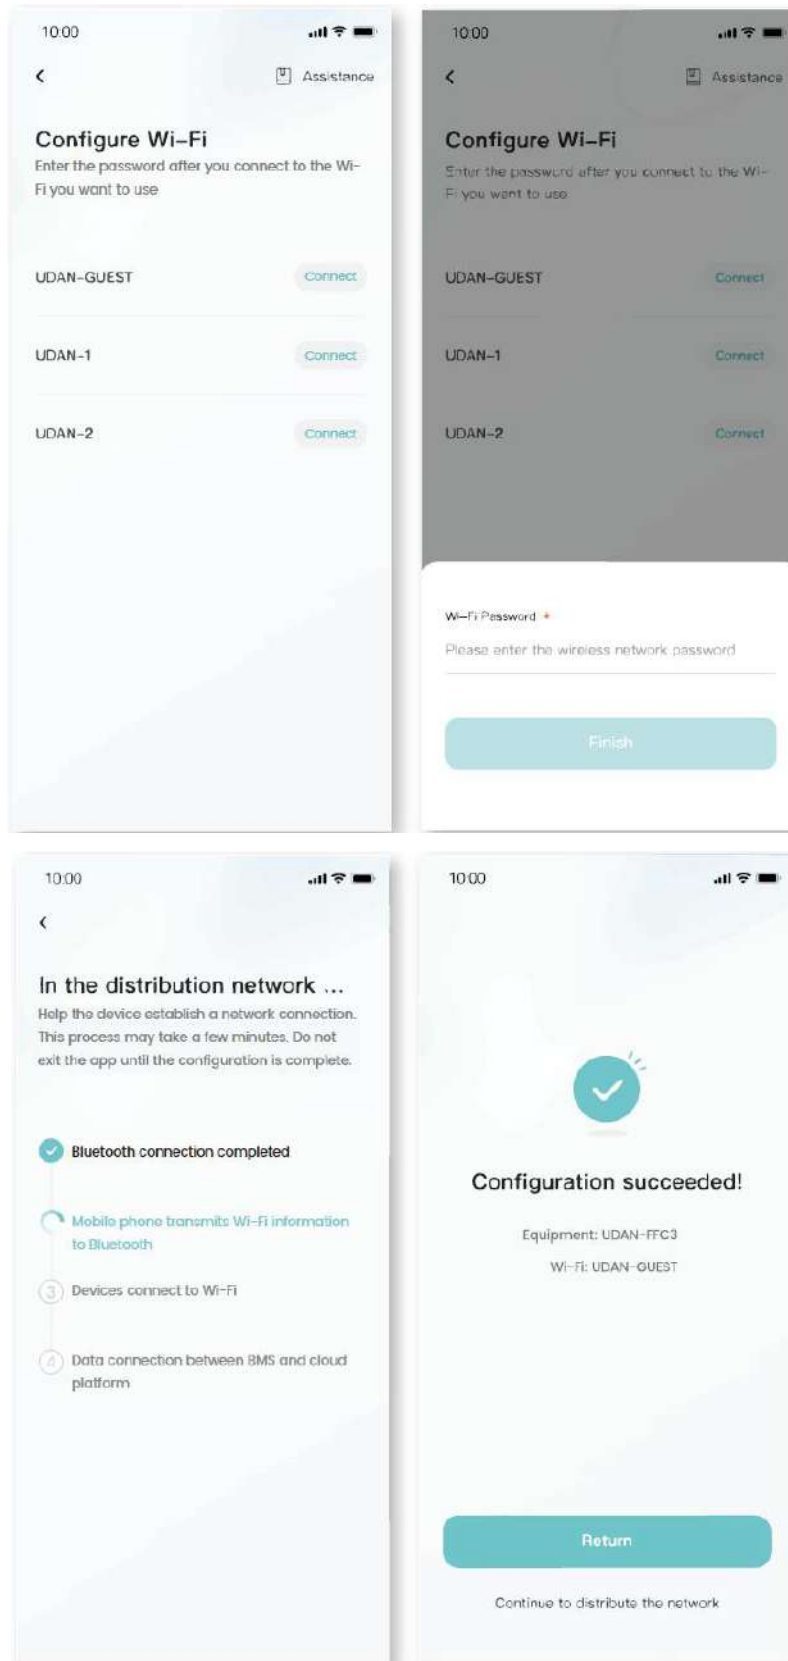 10:00
Assistance
Configure Wi-Fi
Enter the password after you connect to the Wi-
Fi you want to use
UDAN-GUEST
Connect
UDAN-1
Connect
UDAN-2
Connect
10:00
Assistance
Configure Wi-Fi
Enter the password after you connect to the Wi-
Fi you want to use
UDAN-GUEST
Connect
UDAN-1
Connect
UDAN-2
Connect
Wi-Fi Password *
Please enter the wireless network password
Finish
10:00
In the distribution network ...
Help the device establish a network connection.
This process may take a few minutes. Do not
exit the app until the configuration is complete.
Bluetooth connection completed
Mobile phone transmits Wi-Fi information
to Bluetooth
3 Devices connect to Wi-Fi
4 Data connection between BMS and cloud
platform
10:00
Configuration succeeded!
Equipment: UDAN-FFC3
Wi-Fi: UDAN-GUEST
Return
Continue to distribute the network